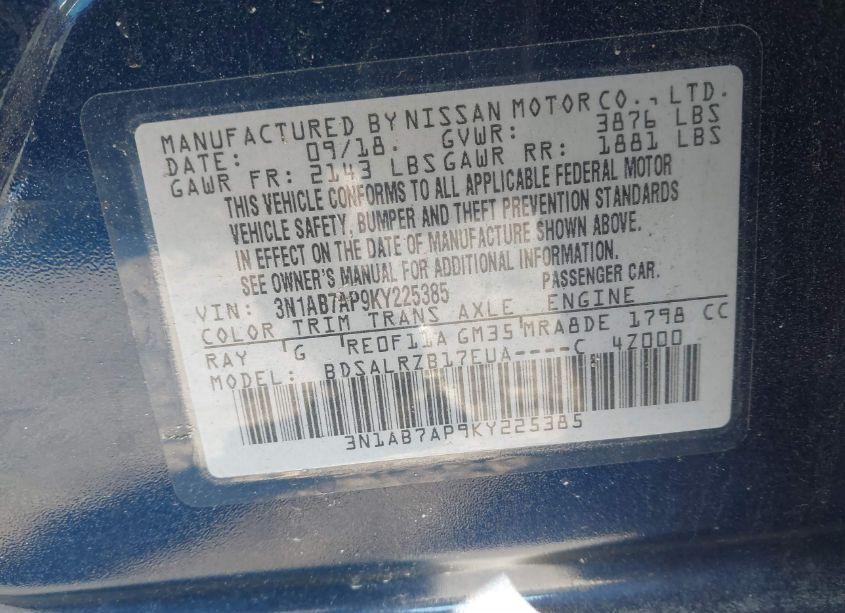 MANUFACTURED BY NISSAN MOTOR CO., LTD.
DATE: 09/18. GVWR: 3876 LBS
GAWR FR: 2143 LBS GAWR RR: 1881 LBS
THIS VEHICLE CONFORMS TO ALL APPLICABLE FEDERAL MOTOR
VEHICLE SAFETY, BUMPER AND THEFT PREVENTION STANDARDS
IN EFFECT ON THE DATE OF MANUFACTURE SHOWN ABOVE.
SEE OWNER'S MANUAL FOR ADDITIONAL INFORMATION.
VIN: 3N1AB7AP9KY225385 PASSENGER CAR.
COLOR TRIM TRANS AXLE ENGINE
RAY G RE0F11A GM35 MRA8DE 1798 CC
MODEL: BDSALRZB17EUA----C 4Z000
3N1AB7AP9KY225385